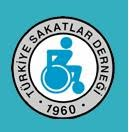 TÜRKİYE SAKATLAR DERNEĞİ
• 1960 •